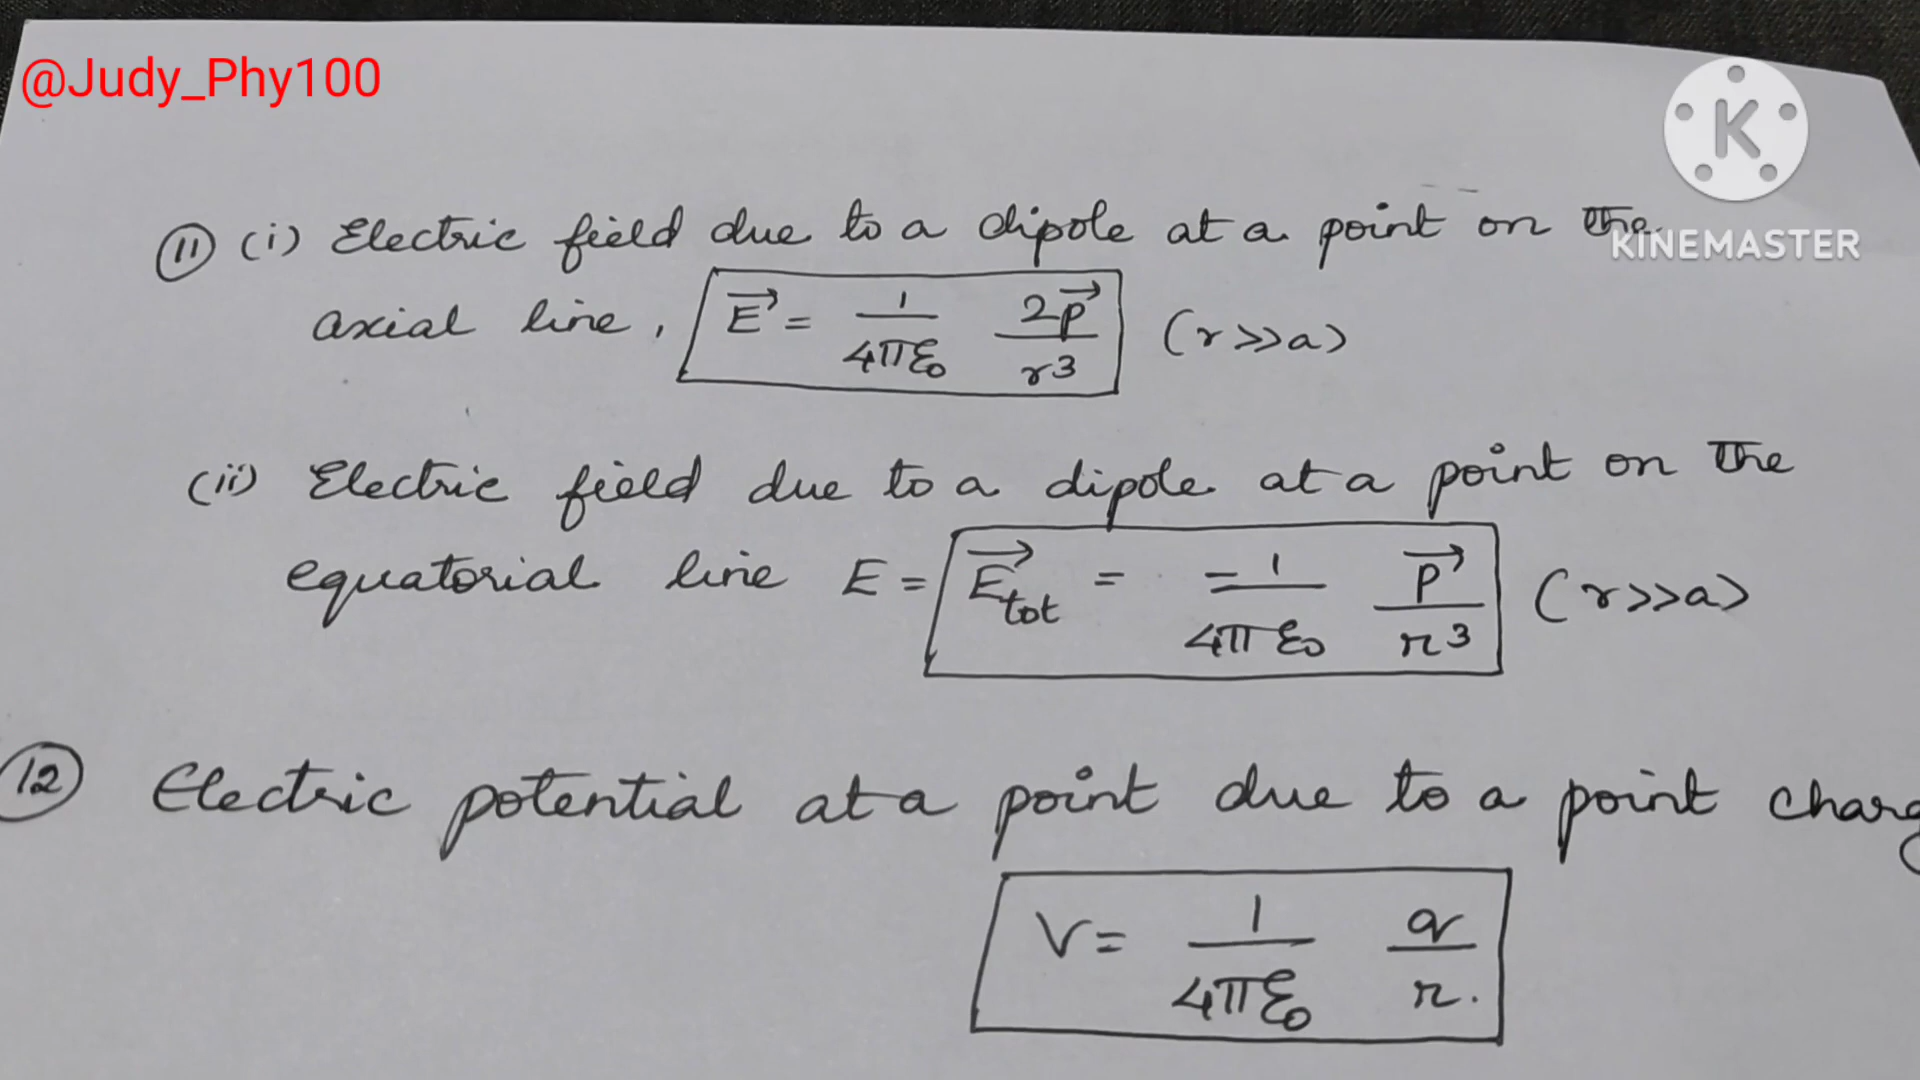 @Judy_Phy100
K
KINEMASTER
(11) (i) Electric field due to a dipole at a point on the
axial line, E⃗ = 1/4πε₀ 2p⃗/r³ (r>>a)
(ii) Electric field due to a dipole at a point on the
equatorial line E = E⃗tot = -1/4πε₀ p⃗/r³ (r>>a)
(12) Electric potential at a point due to a point charg
V = 1/4πε₀ q/r.